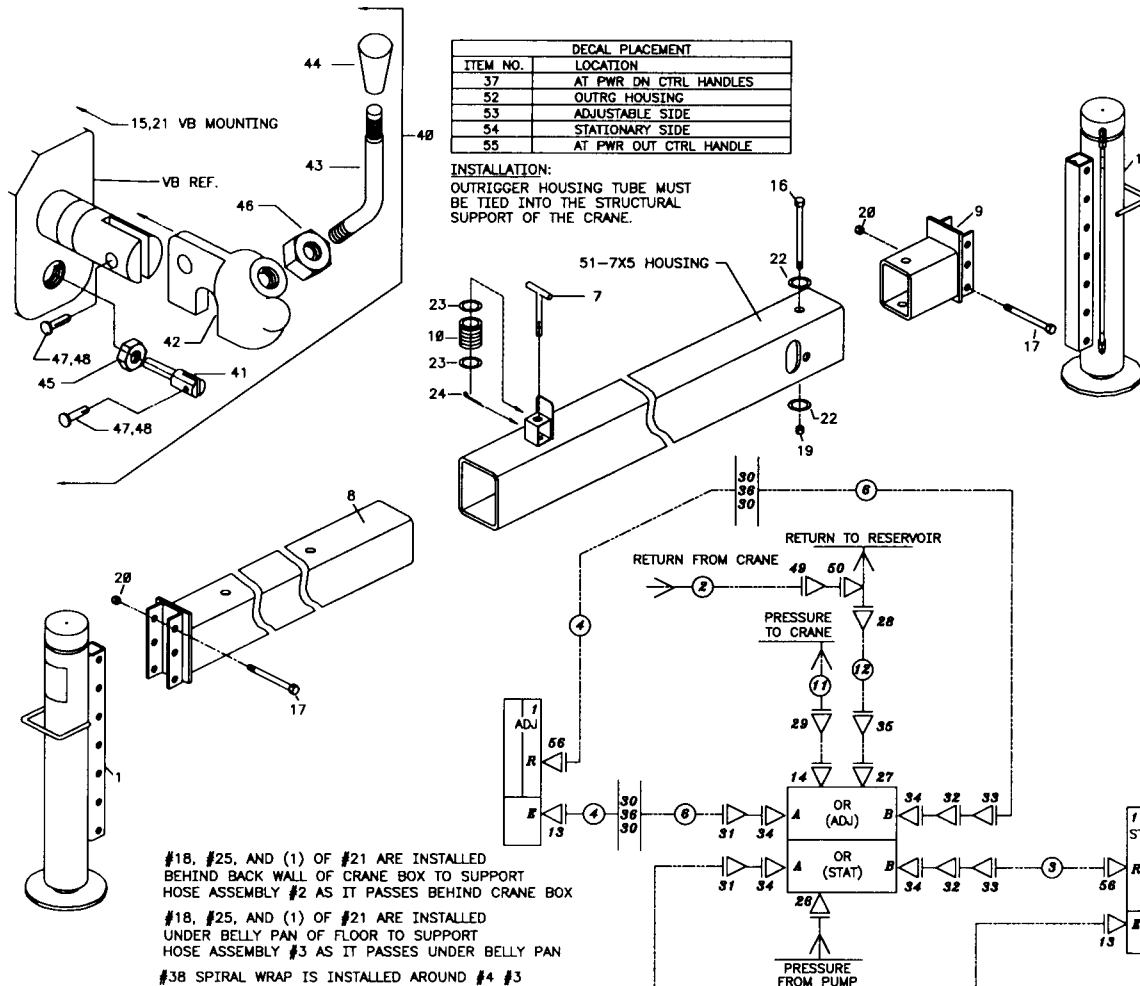 44
15,21 VB MOUNTING
40
VB REF.
43
46
47,48
42
45
41
47,48
DECAL PLACEMENT
ITEM NO. LOCATION
37 AT PWR DN CTRL HANDLES
52 OUTRG HOUSING
53 ADJUSTABLE SIDE
54 STATIONARY SIDE
55 AT PWR OUT CTRL HANDLE
INSTALLATION:
OUTRIGGER HOUSING TUBE MUST
BE TIED INTO THE STRUCTURAL
SUPPORT OF THE CRANE.
16
20
9
1
22
51-7X5 HOUSING
7
23
10
23
24
17
22
19
8
20
17
1
30
36
30
6
RETURN TO RESERVOIR
RETURN FROM CRANE
2
49
50
28
PRESSURE
TO CRANE
4
11
12
29
35
14
27
1
ADJ
R
56
E
13
4
30
36
30
6
31
34
A
OR
(ADJ)
B
34
32
33
31
34
A
OR
(STAT)
B
34
32
33
3
56
1
ST
R
13
E
26
PRESSURE
FROM PUMP
#18, #25, AND (1) OF #21 ARE INSTALLED
BEHIND BACK WALL OF CRANE BOX TO SUPPORT
HOSE ASSEMBLY #2 AS IT PASSES BEHIND CRANE BOX
#18, #25, AND (1) OF #21 ARE INSTALLED
UNDER BELLY PAN OF FLOOR TO SUPPORT
HOSE ASSEMBLY #3 AS IT PASSES UNDER BELLY PAN
#38 SPIRAL WRAP IS INSTALLED AROUND #4 #3